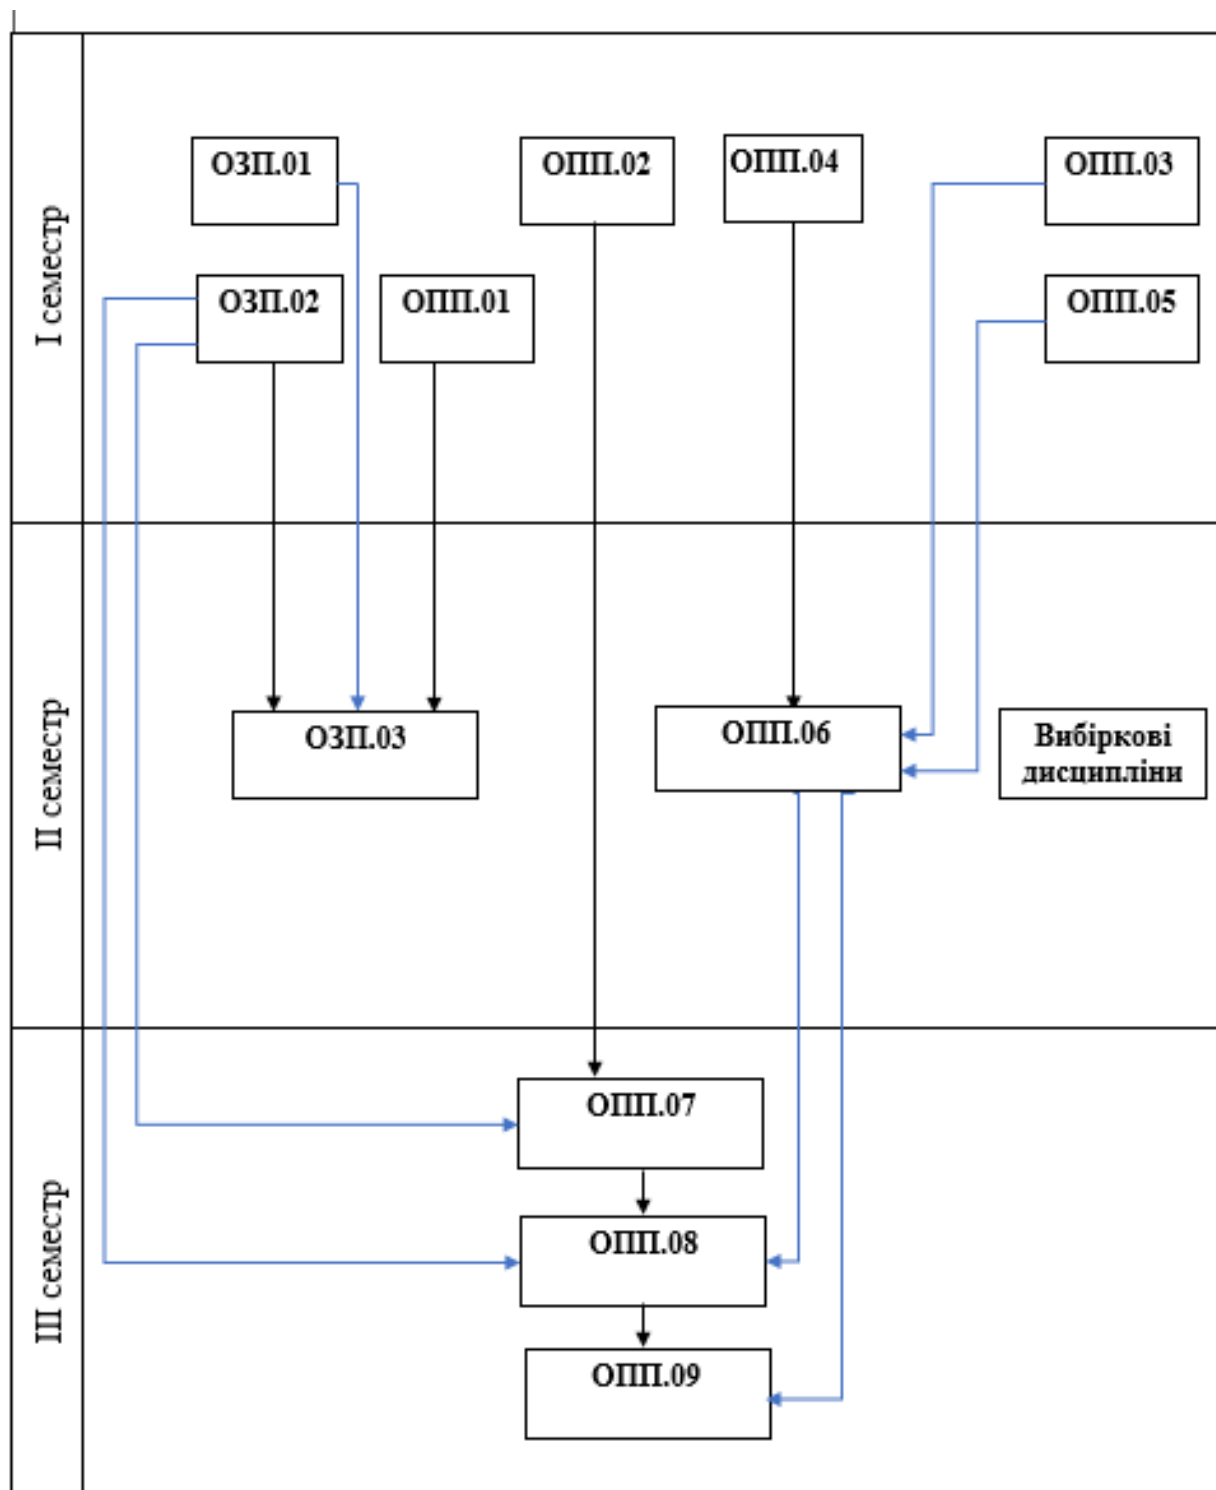 І семестр
ОЗП.01
ОПП.02
ОПП.04
ОПП.03
ОЗП.02
ОПП.01
ОПП.05
ІІ семестр
ОЗП.03
ОПП.06
Вибіркові
дисципліни
ІІІ семестр
ОПП.07
ОПП.08
ОПП.09